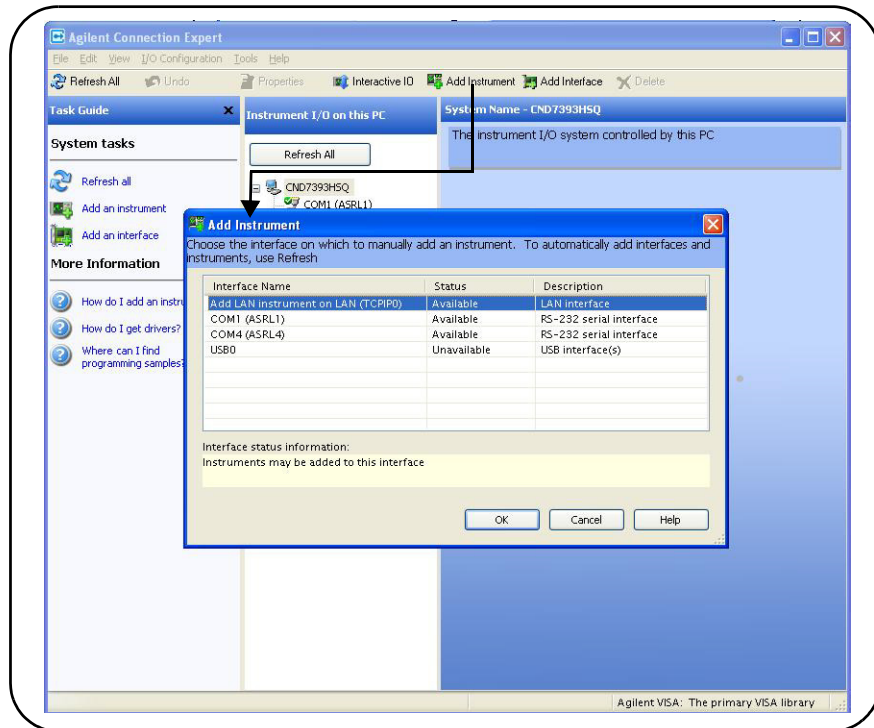 Agilent Connection Expert
File Edit View I/O Configuration Tools Help
Refresh All Undo Properties Interactive IO Add Instrument Add Interface Delete
Task Guide
System tasks
Refresh all
Add an instrument
Add an interface
More Information
How do I add an instru
How do I get drivers?
Where can I find
programming samples?
Instrument I/O on this PC
Refresh All
CND7393HSQ
COM1 (ASRL1)
System Name - CND7393HSQ
The instrument I/O system controlled by this PC
Add Instrument
Choose the interface on which to manually add an instrument. To automatically add interfaces and
instruments, use Refresh
Interface Name Status Description
Add LAN instrument on LAN (TCPIP0) Available LAN interface
COM1 (ASRL1) Available RS-232 serial interface
COM4 (ASRL4) Available RS-232 serial interface
USB0 Unavailable USB interface(s)
Interface status information:
Instruments may be added to this interface
OK Cancel Help
Agilent VISA: The primary VISA library